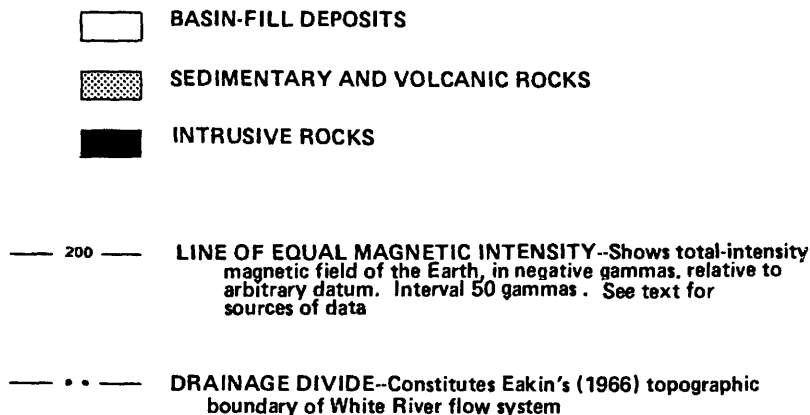 BASIN-FILL DEPOSITS
SEDIMENTARY AND VOLCANIC ROCKS
INTRUSIVE ROCKS
200 LINE OF EQUAL MAGNETIC INTENSITY--Shows total-intensity
magnetic field of the Earth, in negative gammas, relative to
arbitrary datum. Interval 50 gammas. See text for
sources of data
DRAINAGE DIVIDE--Constitutes Eakin's (1966) topographic
boundary of White River flow system